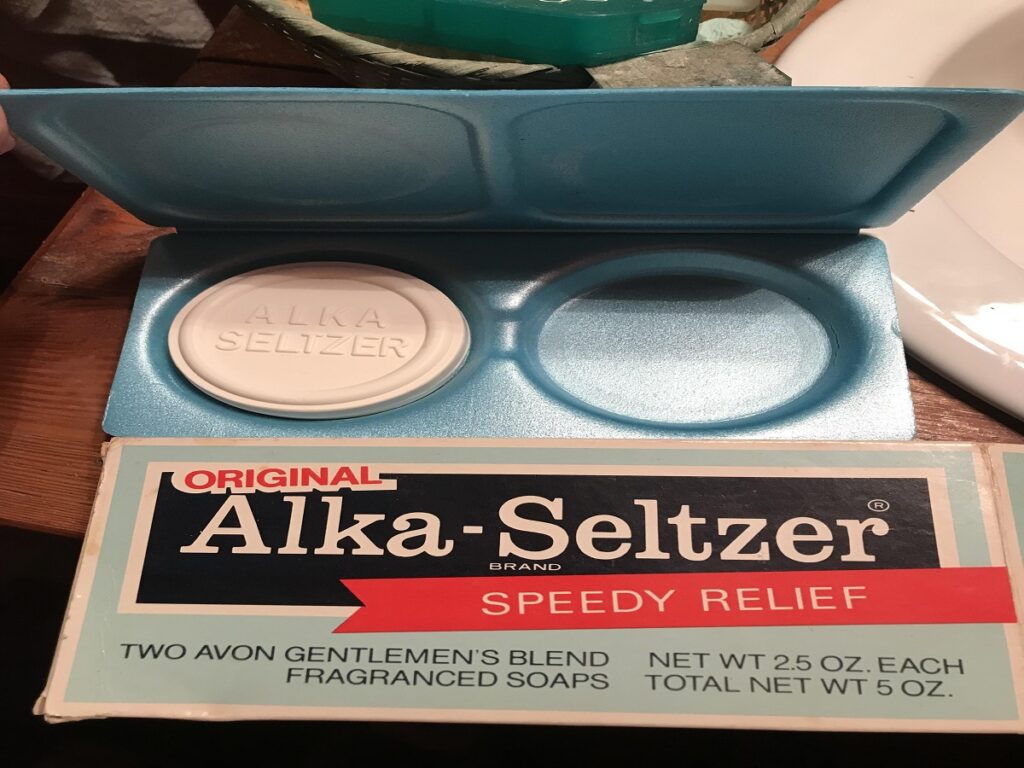 ALKA
SELTZER
ORIGINAL
Alka-Seltzer®
BRAND
SPEEDY RELIEF
TWO AVON GENTLEMEN'S BLEND
FRAGRANCED SOAPS
NET WT 2.5 OZ. EACH
TOTAL NET WT 5 OZ.